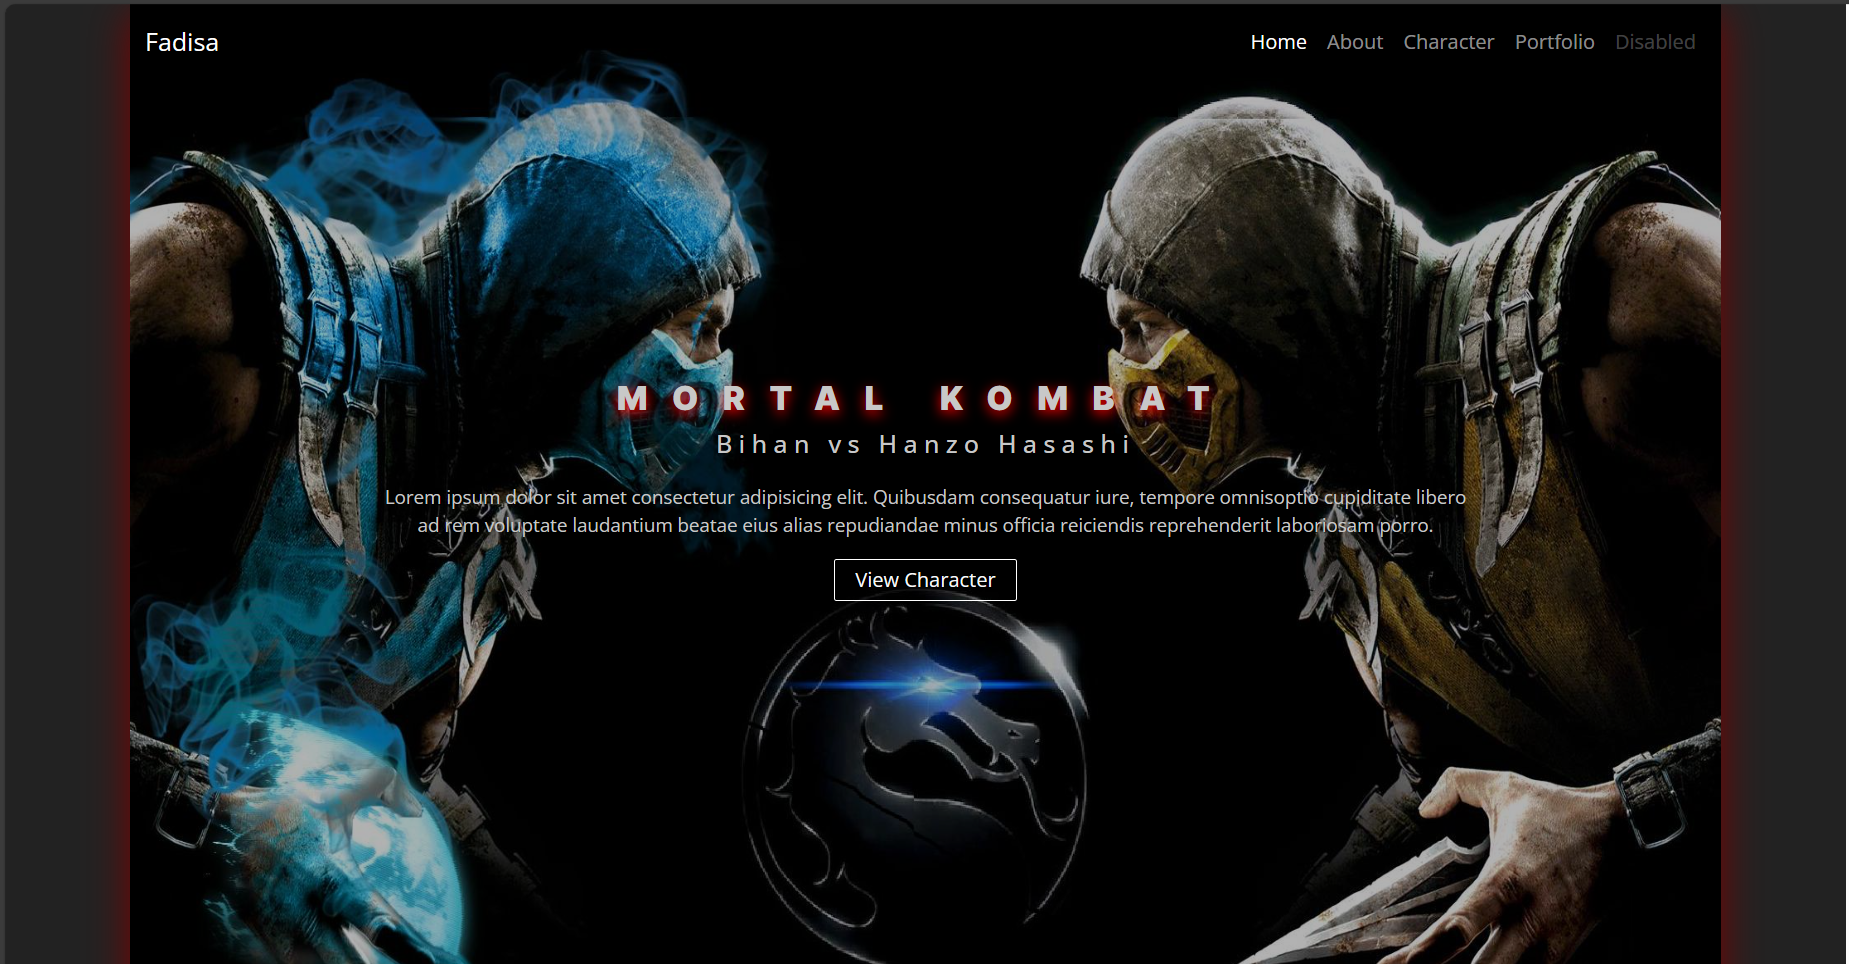 Fadisa
Home About Character Portfolio Disabled
MORTAL KOMBAT
Bihan vs Hanzo Hasashi
Lorem ipsum dolor sit amet consectetur adipisicing elit. Quibusdam consequatur iure, tempore omnisoptio cupiditate libero
ad rem voluptate laudantium beatae eius alias repudiandae minus officia reiciendis reprehenderit laboriosam porro.
View Character